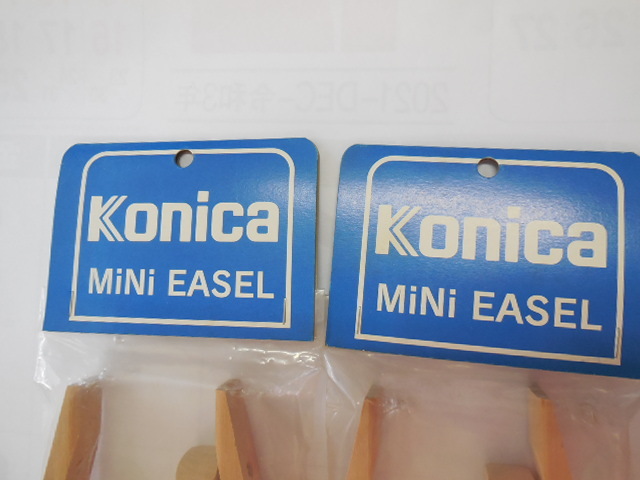 Konica
MiNi EASEL
Konica
MiNi EASEL
2021-DEC-令和3年